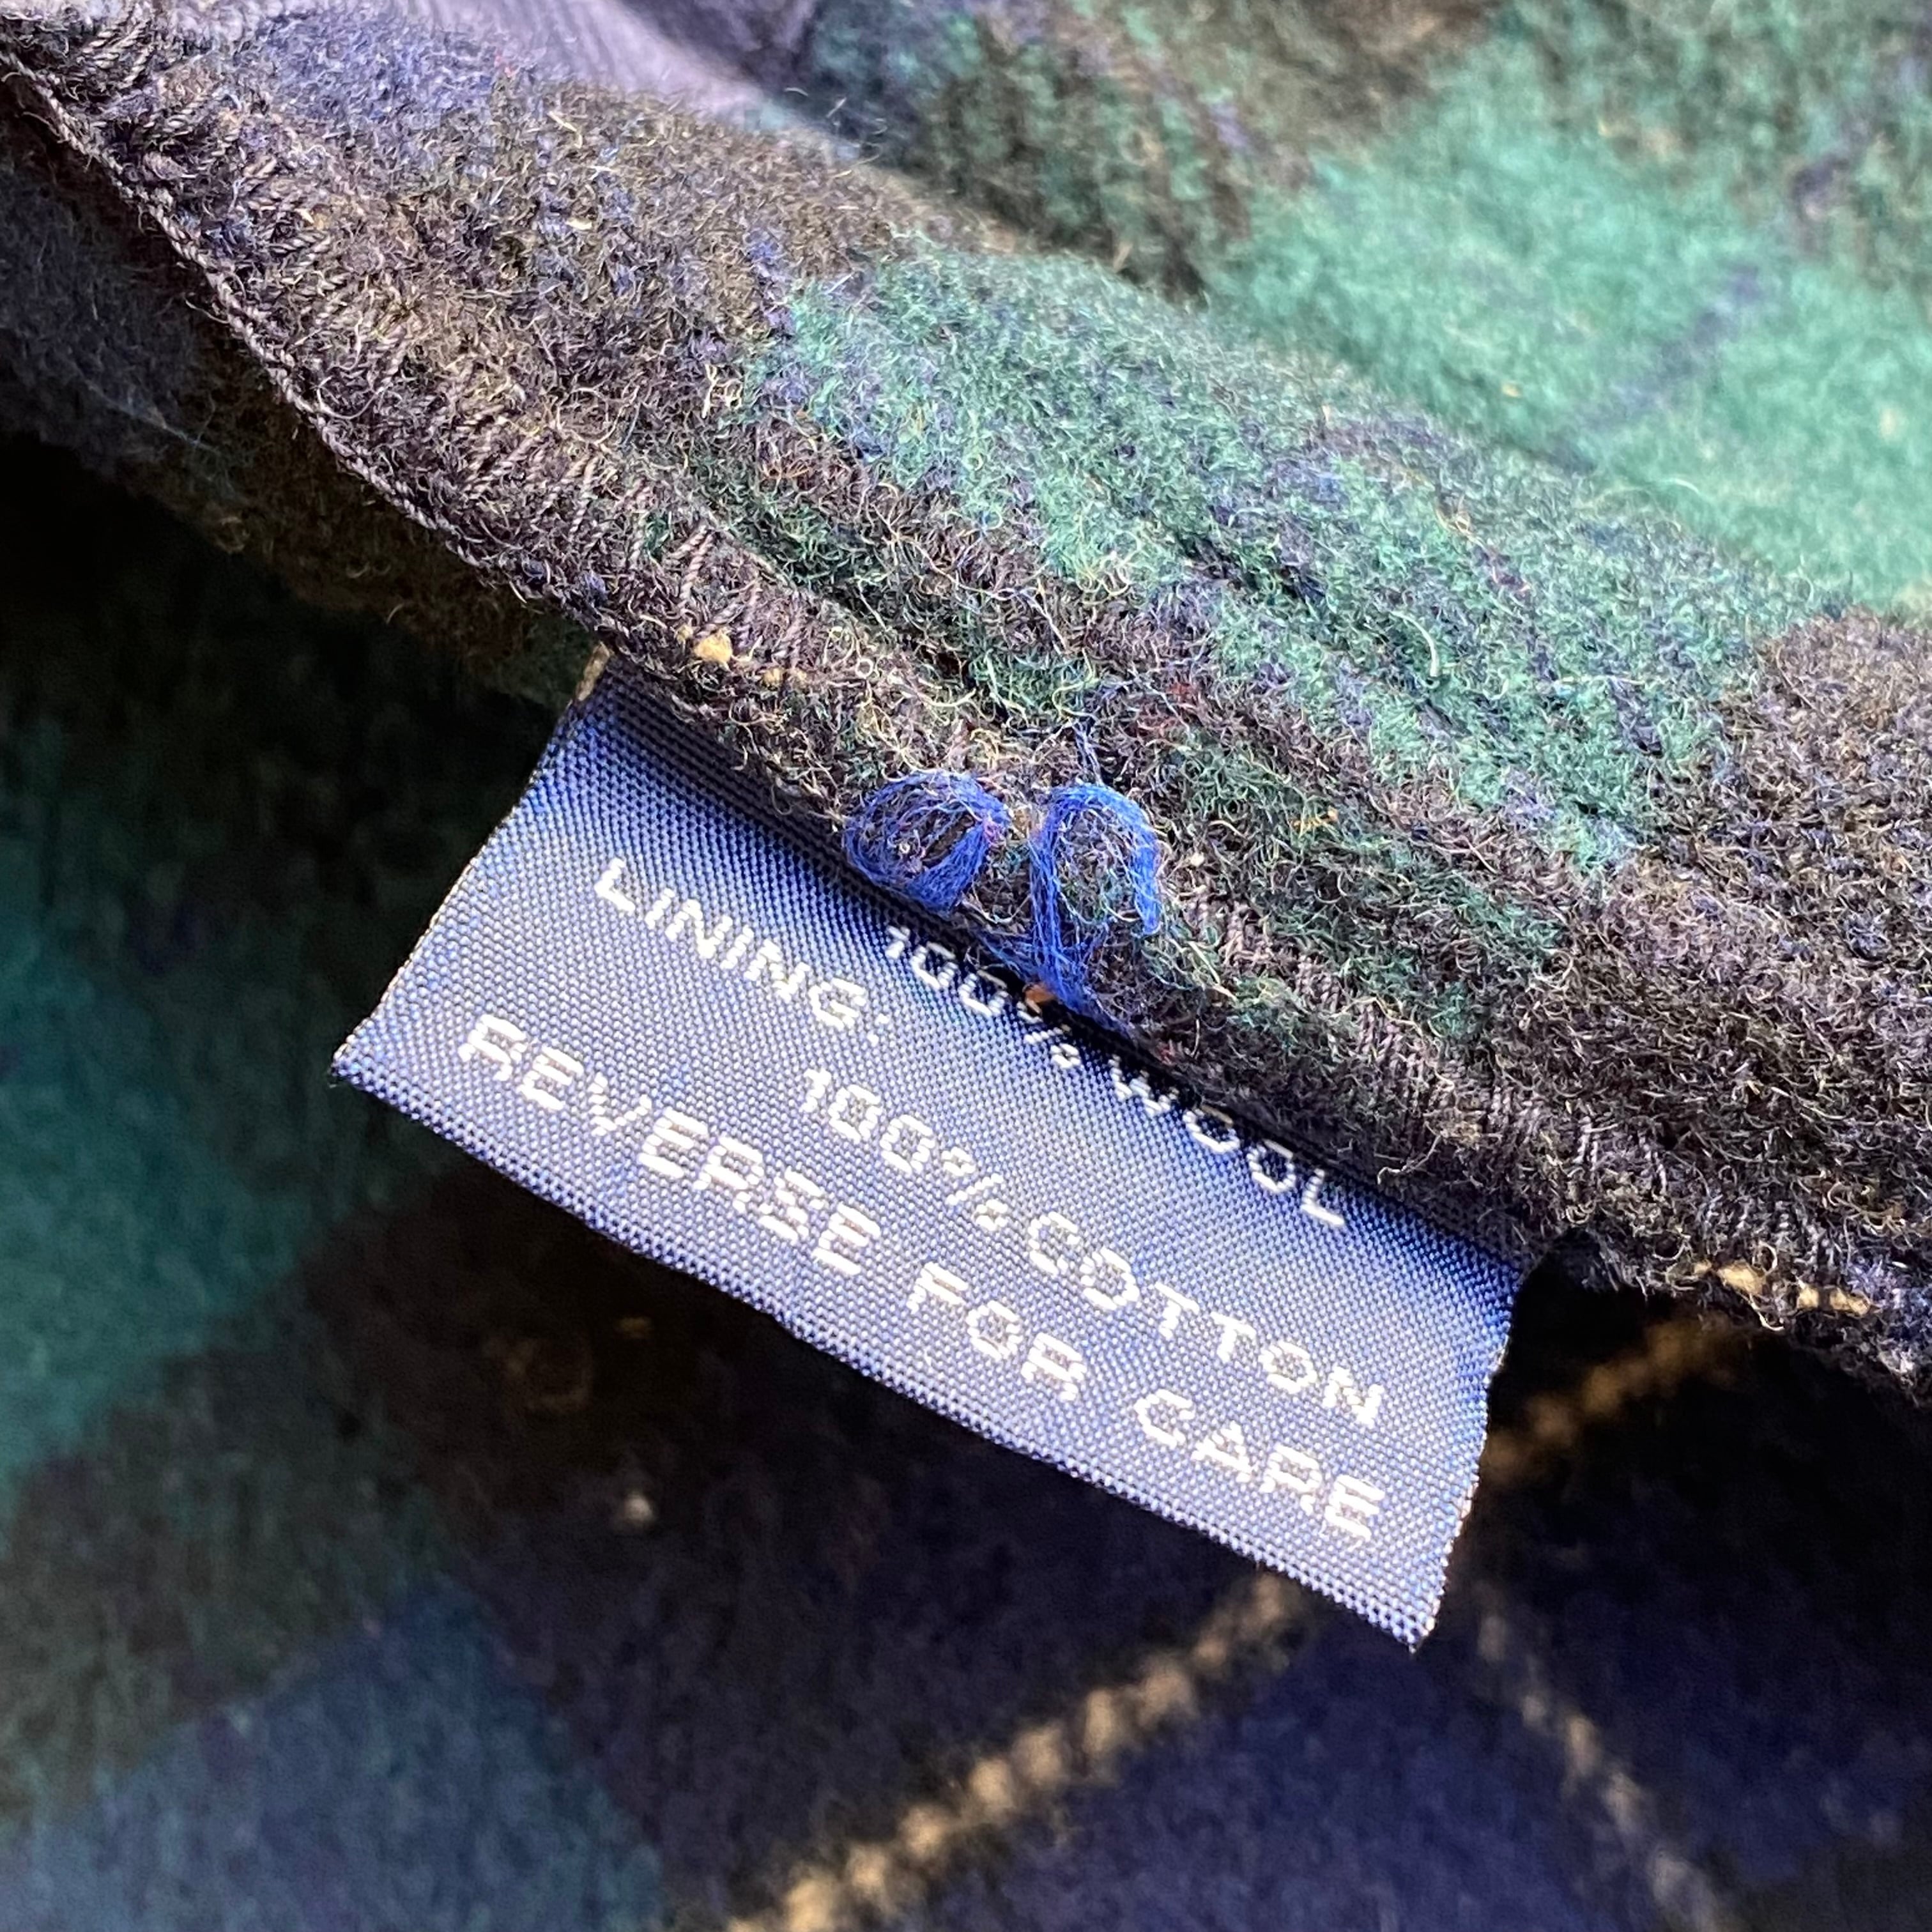 100% WOOL
LINING:
100% COTTON
REVERSE FOR CARE